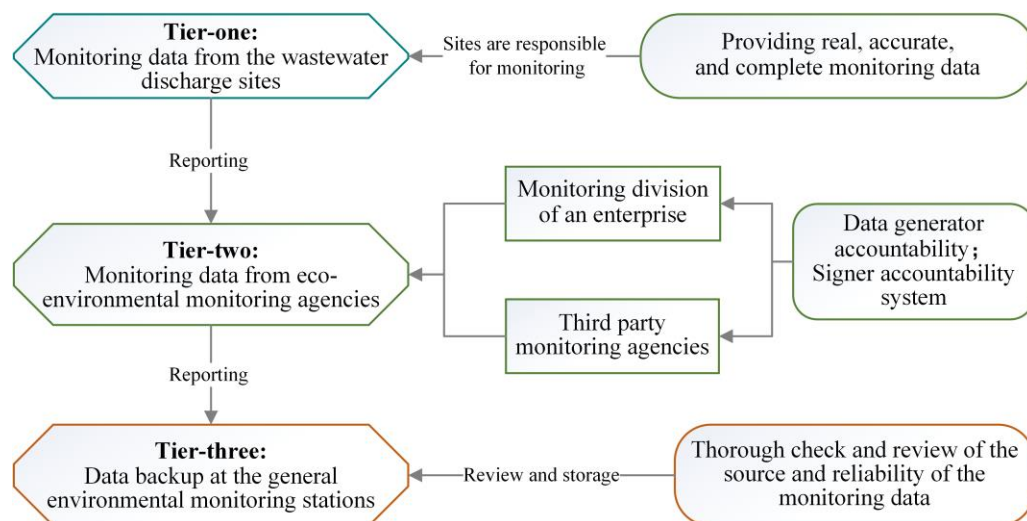 Tier-one:
Monitoring data from the wastewater
discharge sites
Sites are responsible
for monitoring
Providing real, accurate,
and complete monitoring data
Reporting
Tier-two:
Monitoring data from eco-
environmental monitoring agencies
Monitoring division
of an enterprise
Third party
monitoring agencies
Data generator
accountability；
Signer accountability
system
Reporting
Tier-three:
Data backup at the general
environmental monitoring stations
Review and storage
Thorough check and review of the
source and reliability of the
monitoring data